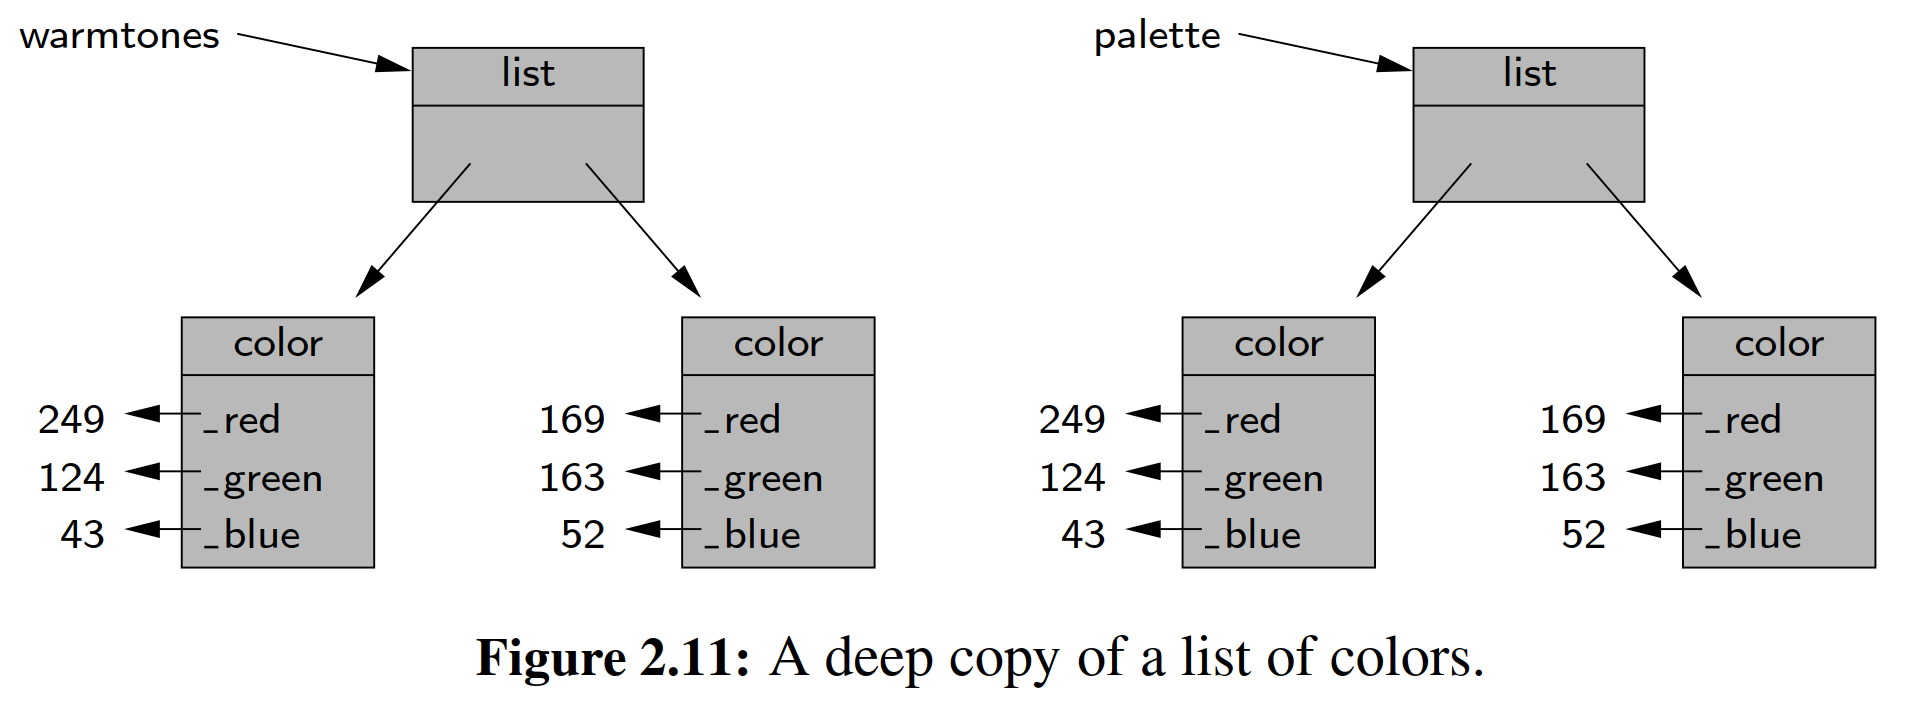 warmtones list palette list
color color color color
249 _red 169 _red 249 _red 169 _red
124 _green 163 _green 124 _green 163 _green
43 _blue 52 _blue 43 _blue 52 _blue
Figure 2.11: A deep copy of a list of colors.